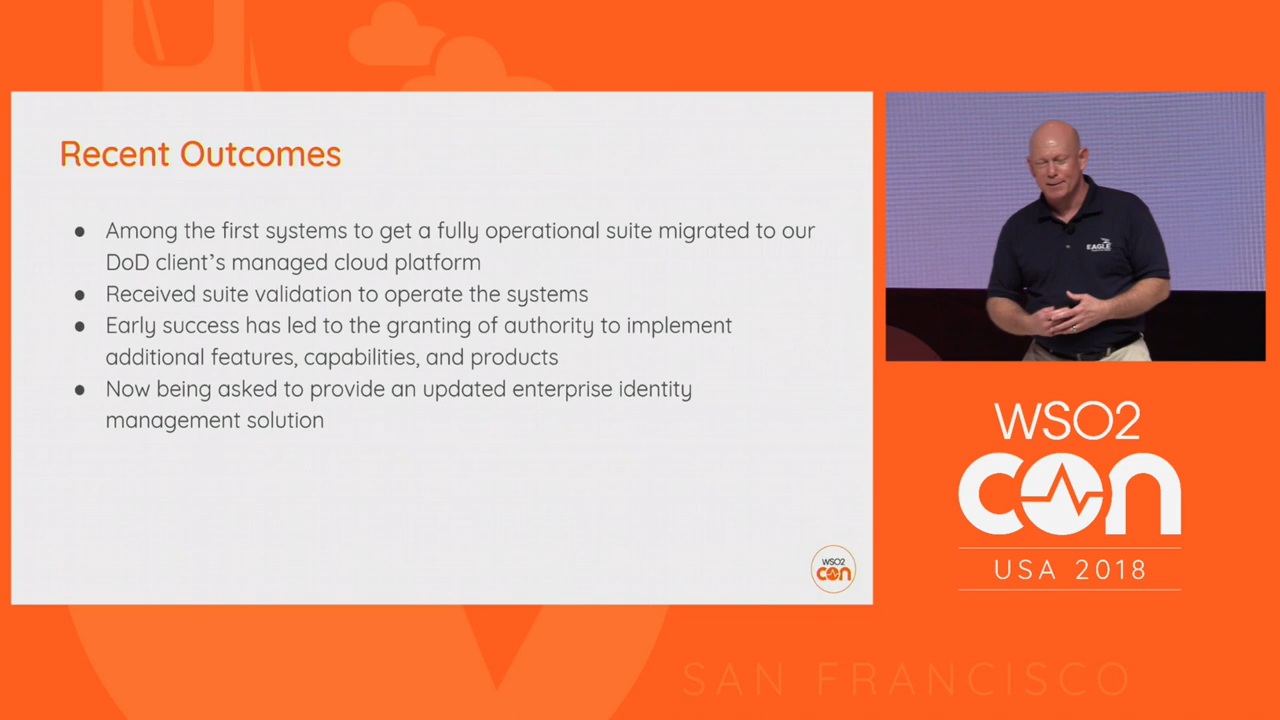 Recent Outcomes
● Among the first systems to get a fully operational suite migrated to our
DoD client's managed cloud platform
● Received suite validation to operate the systems
● Early success has led to the granting of authority to implement
additional features, capabilities, and products
● Now being asked to provide an updated enterprise identity
management solution
WSO2
con
EAGLE
WSO2
con
USA 2018
SAN FRANCISCO